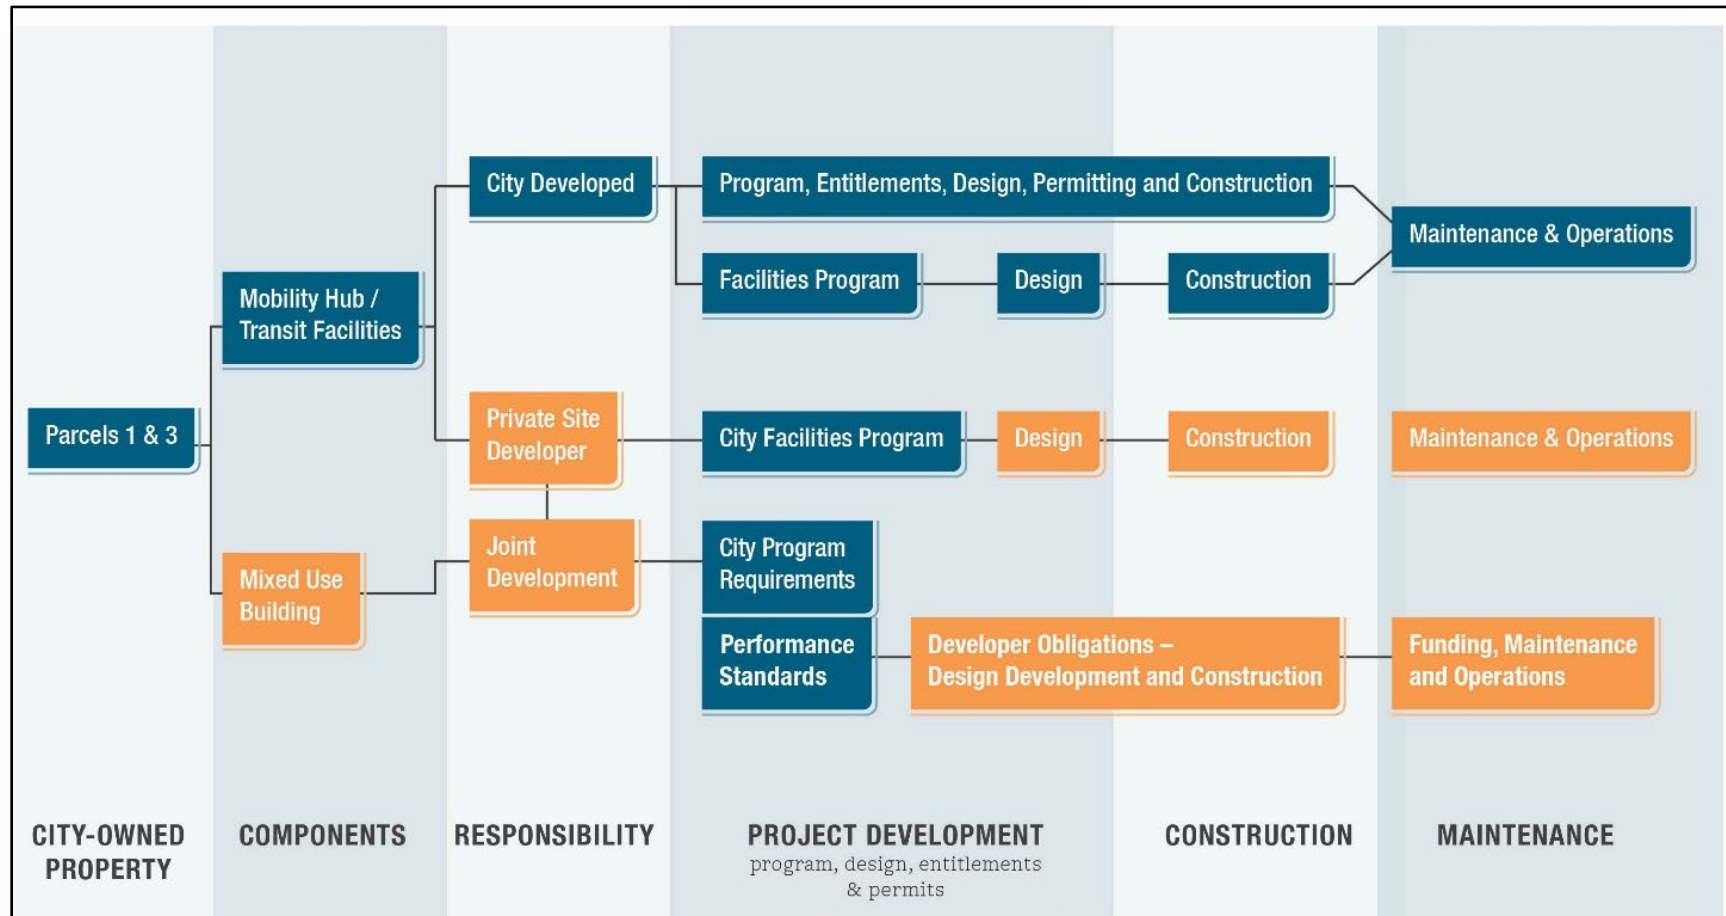 City Developed
Program, Entitlements, Design, Permitting and Construction
Maintenance & Operations
Facilities Program
Design
Construction
Mobility Hub /
Transit Facilities
Parcels 1 & 3
Private Site
Developer
City Facilities Program
Design
Construction
Maintenance & Operations
Mixed Use
Building
Joint
Development
City Program
Requirements
Performance
Standards
Developer Obligations –
Design Development and Construction
Funding, Maintenance
and Operations
CITY-OWNED
PROPERTY
COMPONENTS
RESPONSIBILITY
PROJECT DEVELOPMENT
program, design, entitlements
& permits
CONSTRUCTION
MAINTENANCE